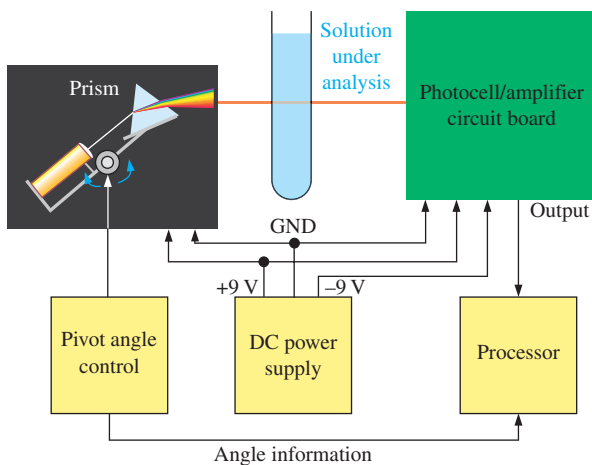 Prism
Solution
under
analysis
Photocell/amplifier
circuit board
GND
Output
+9 V
–9 V
Pivot angle
control
DC power
supply
Processor
Angle information